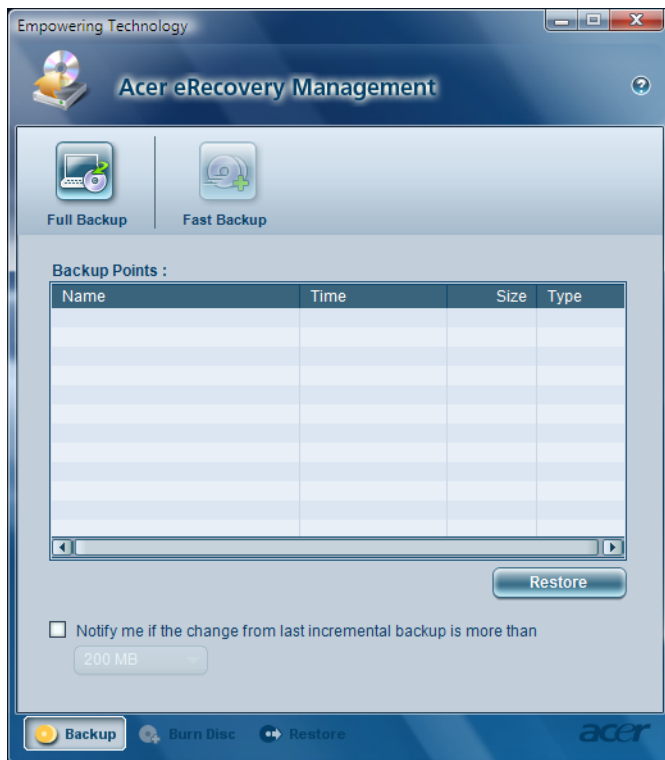 Empowering Technology
Acer eRecovery Management
Full Backup Fast Backup
Backup Points :
Name Time Size Type
Restore
Notify me if the change from last incremental backup is more than
200 MB
Backup Burn Disc Restore acer